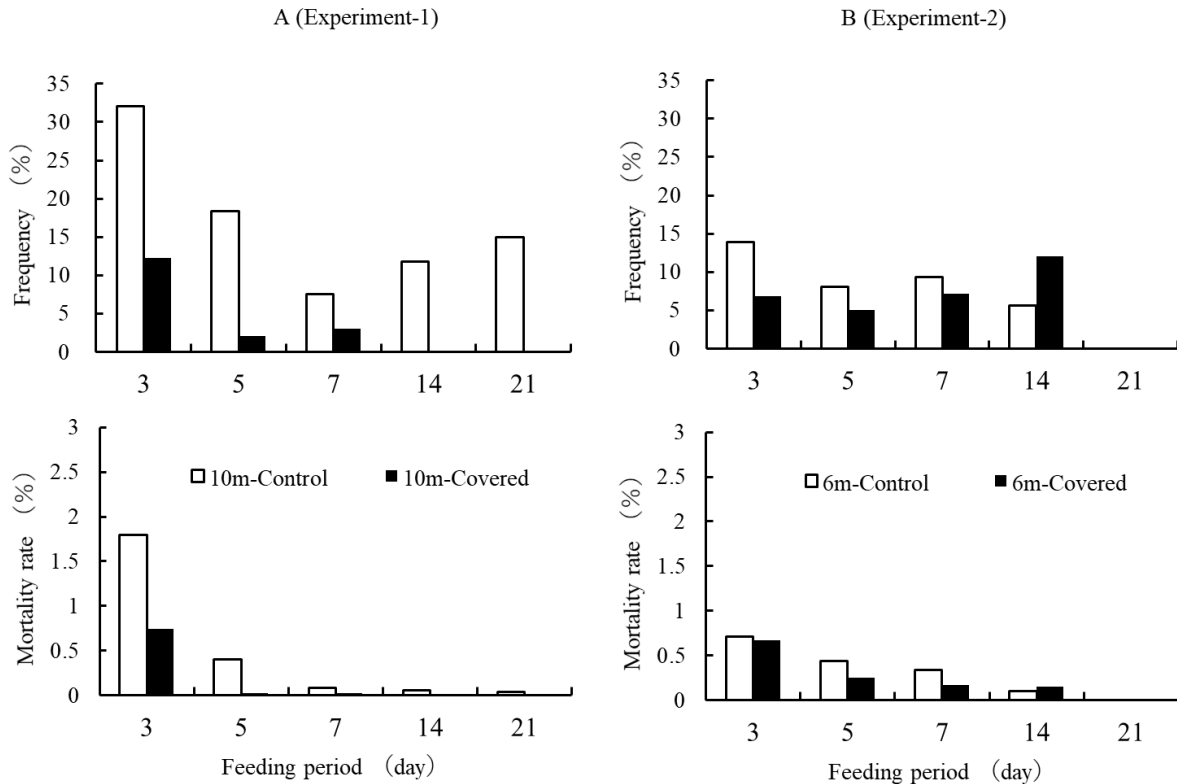 A (Experiment-1)
B (Experiment-2)
Frequency （%）
35
30
25
20
15
10
5
0
3 5 7 14 21
Frequency （%）
35
30
25
20
15
10
5
0
3 5 7 14 21
Mortality rate （%）
3
2.5
2
1.5
1
0.5
0
10m-Control 10m-Covered
3 5 7 14 21
Feeding period （day）
Mortality rate （%）
3
2.5
2
1.5
1
0.5
0
6m-Control 6m-Covered
3 5 7 14 21
Feeding period （day）